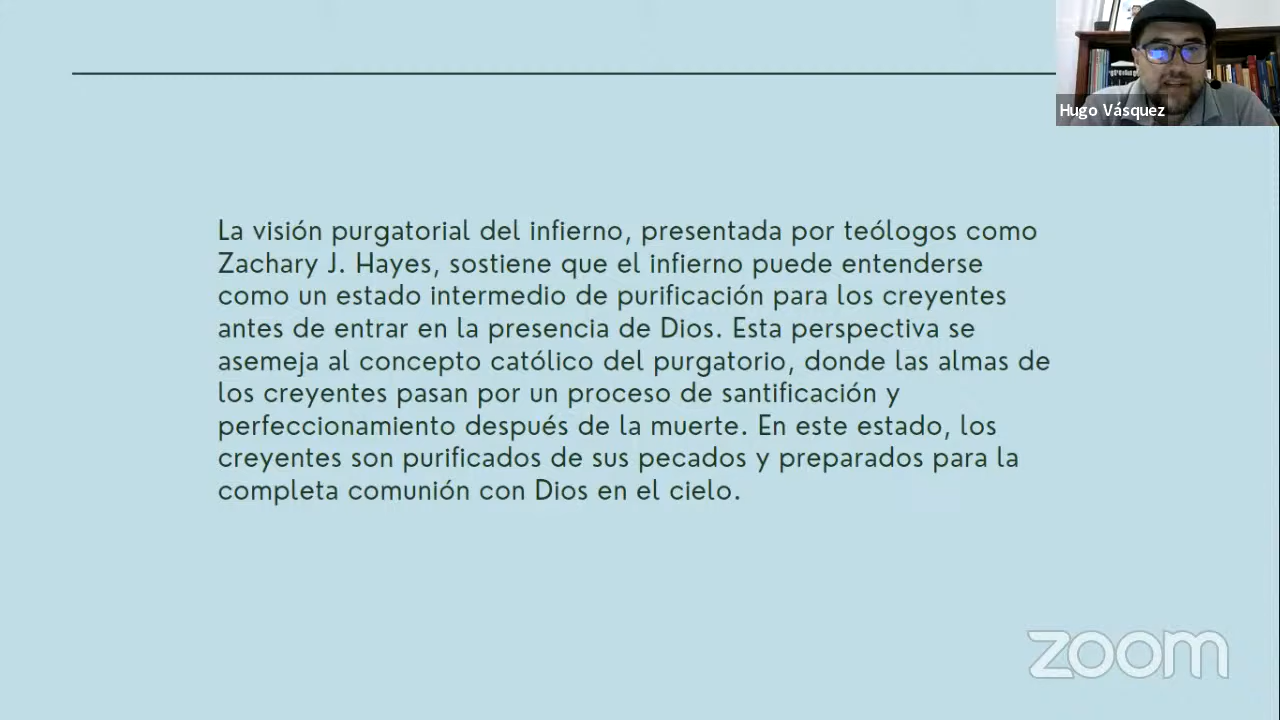 Hugo Vásquez
La visión purgatorial del infierno, presentada por teólogos como
Zachary J. Hayes, sostiene que el infierno puede entenderse
como un estado intermedio de purificación para los creyentes
antes de entrar en la presencia de Dios. Esta perspectiva se
asemeja al concepto católico del purgatorio, donde las almas de
los creyentes pasan por un proceso de santificación y
perfeccionamiento después de la muerte. En este estado, los
creyentes son purificados de sus pecados y preparados para la
completa comunión con Dios en el cielo.
zoom